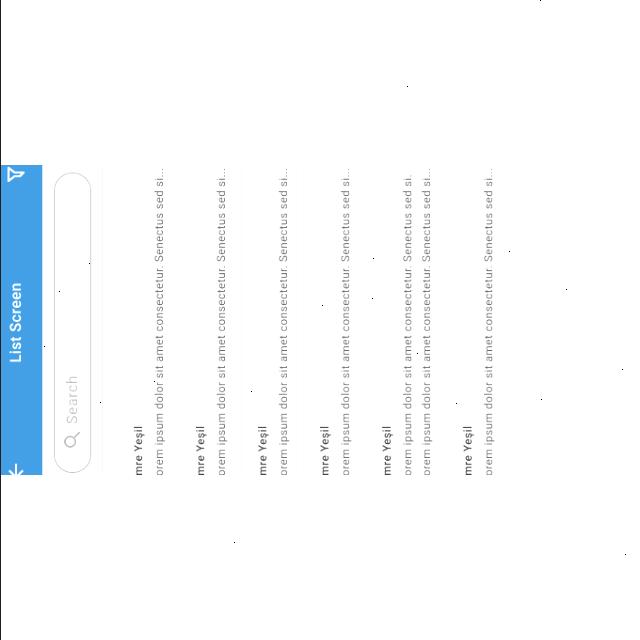 List Screen
Search
mre Yeşil
orem ipsum dolor sit amet consectetur. Senectus sed si...
mre Yeşil
orem ipsum dolor sit amet consectetur. Senectus sed si...
mre Yeşil
orem ipsum dolor sit amet consectetur. Senectus sed si...
mre Yeşil
orem ipsum dolor sit amet consectetur. Senectus sed si...
mre Yeşil
orem ipsum dolor sit amet consectetur. Senectus sed si.
orem ipsum dolor sit amet consectetur. Senectus sed si...
mre Yeşil
orem ipsum dolor sit amet consectetur. Senectus sed si...